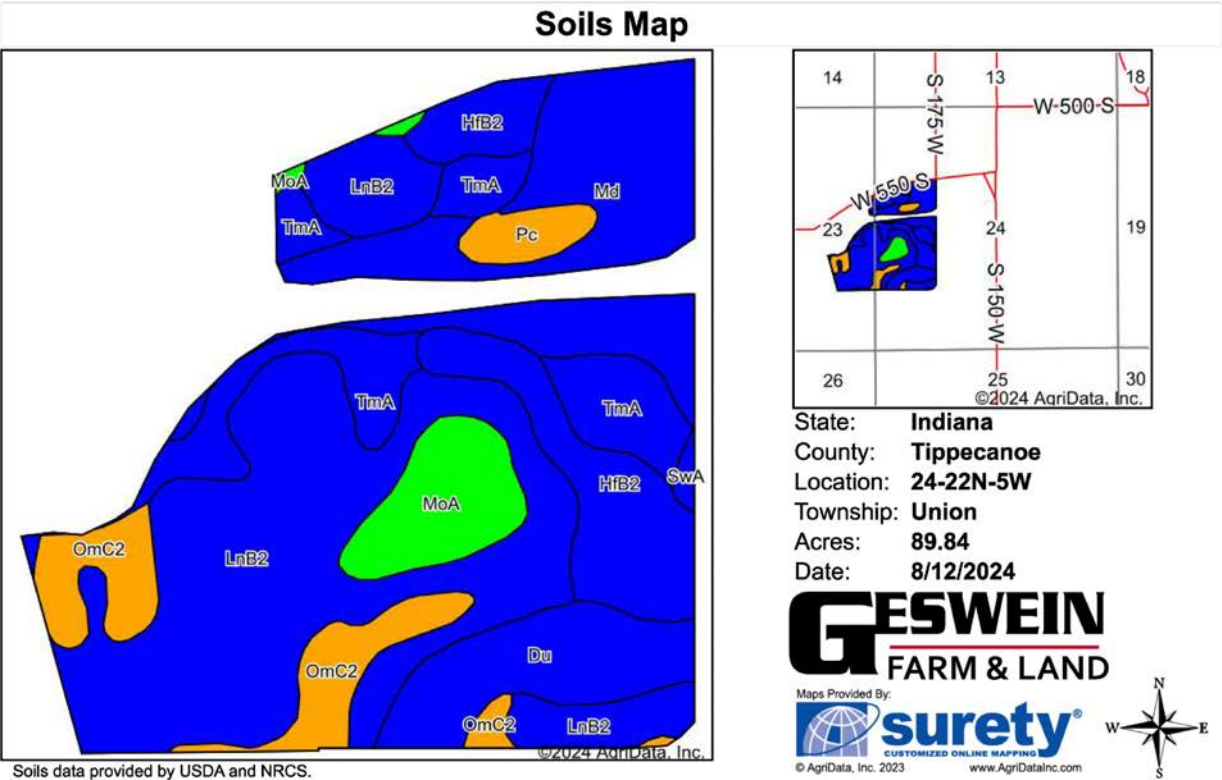 Soils Map
HfB2
MoA
LnB2
TmA
Md
TmA
Pc
TmA
TmA
SwA
HfB2
MoA
OmC2
LnB2
Du
OmC2
OmC2
LnB2
©2024 AgriData, Inc.
Soils data provided by USDA and NRCS.
14
13
18
S 175 W
W 500 S
W 550 S
23
24
19
S 150 W
26
25
30
©2024 AgriData, Inc.
State: Indiana
County: Tippecanoe
Location: 24-22N-5W
Township: Union
Acres: 89.84
Date: 8/12/2024
GESWEIN
FARM & LAND
Maps Provided By:
surety®
CUSTOMIZED ONLINE MAPPING
© AgriData, Inc. 2023 www.AgriDataInc.com
N
W E
S